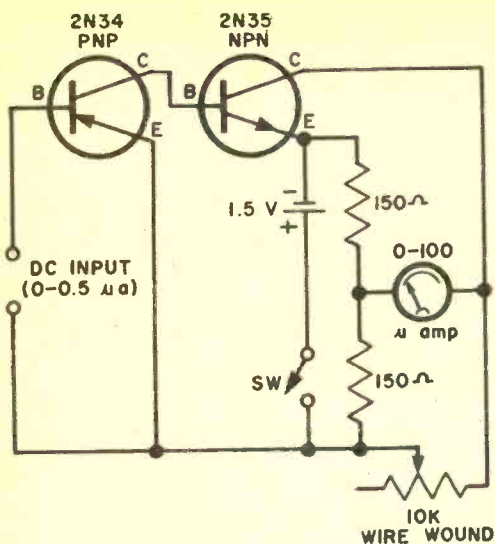 2N34
PNP
2N35
NPN
C
C
B
B
E
E
-
1.5 V
+
150Ω
0-100
DC INPUT
(0-0.5 μa)
μ amp
SW
150Ω
10K
WIRE WOUND